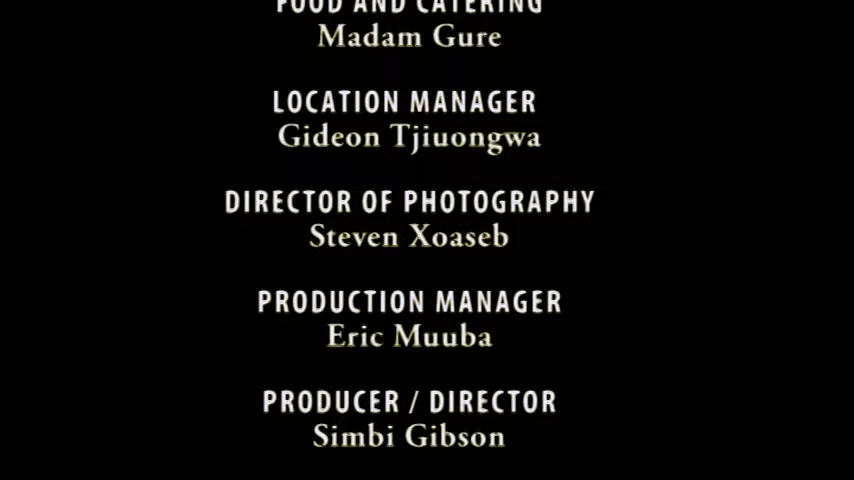 FOOD AND CATERING
Madam Gure
LOCATION MANAGER
Gideon Tjiuongwa
DIRECTOR OF PHOTOGRAPHY
Steven Xoaseb
PRODUCTION MANAGER
Eric Muuba
PRODUCER / DIRECTOR
Simbi Gibson